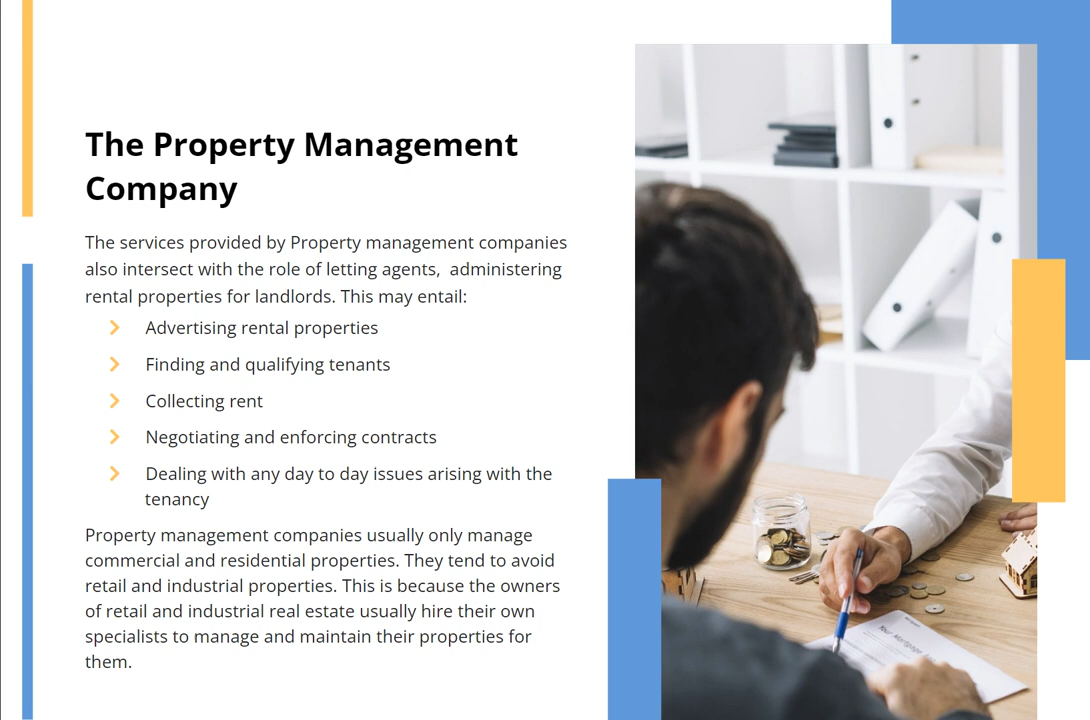 The Property Management
Company
The services provided by Property management companies
also intersect with the role of letting agents,  administering
rental properties for landlords. This may entail:
Advertising rental properties
Finding and qualifying tenants
Collecting rent
Negotiating and enforcing contracts
Dealing with any day to day issues arising with the
tenancy
Property management companies usually only manage
commercial and residential properties. They tend to avoid
retail and industrial properties. This is because the owners
of retail and industrial real estate usually hire their own
specialists to manage and maintain their properties for
them.
Your Mortgage